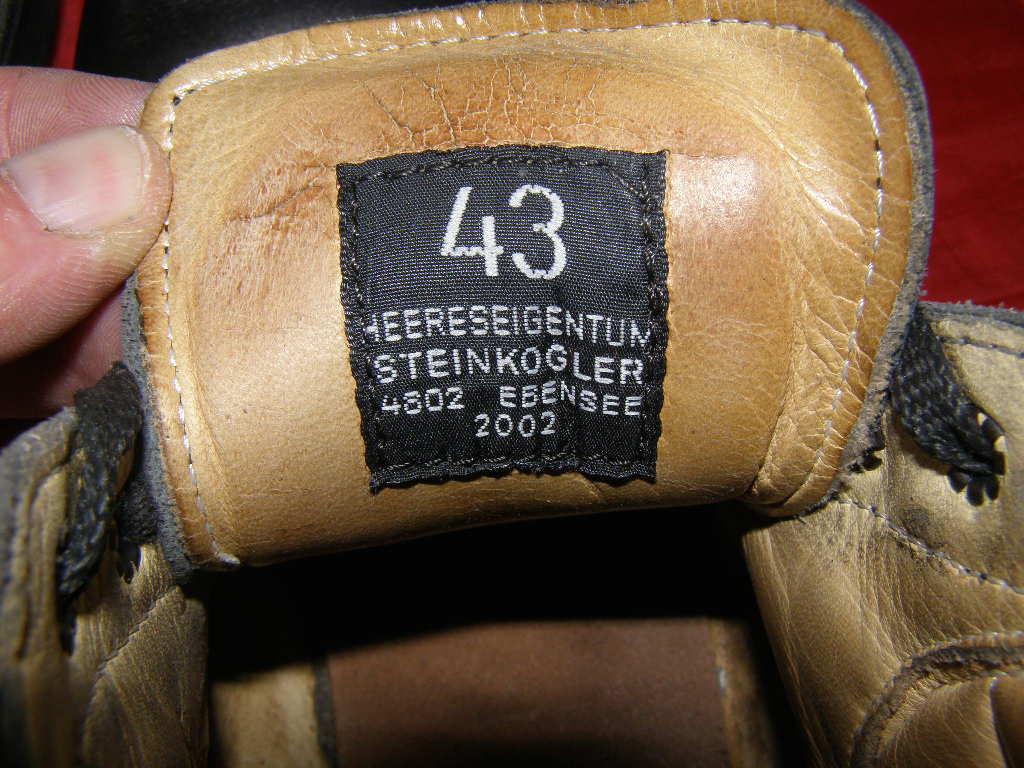 43
HEERESEIGENTUM
STEINKOGLER
4802 EBENSEE
2002